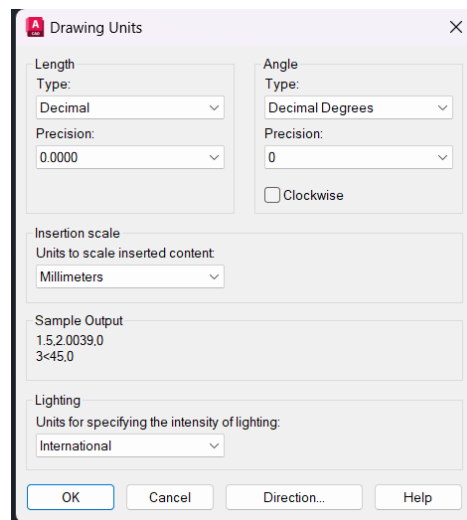 A CAD Drawing Units
Length
Type:
Decimal
Precision:
0.0000
Angle
Type:
Decimal Degrees
Precision:
0
Clockwise
Insertion scale
Units to scale inserted content:
Millimeters
Sample Output
1.5,2.0039,0
3<45,0
Lighting
Units for specifying the intensity of lighting:
International
OK Cancel Direction... Help